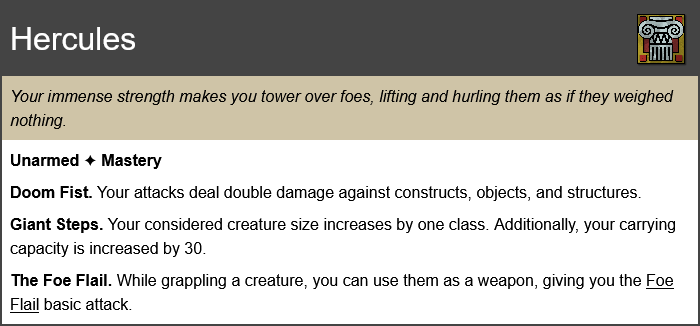 Hercules
Your immense strength makes you tower over foes, lifting and hurling them as if they weighed
nothing.
Unarmed ✦ Mastery
Doom Fist. Your attacks deal double damage against constructs, objects, and structures.
Giant Steps. Your considered creature size increases by one class. Additionally, your carrying
capacity is increased by 30.
The Foe Flail. While grappling a creature, you can use them as a weapon, giving you the Foe
Flail basic attack.